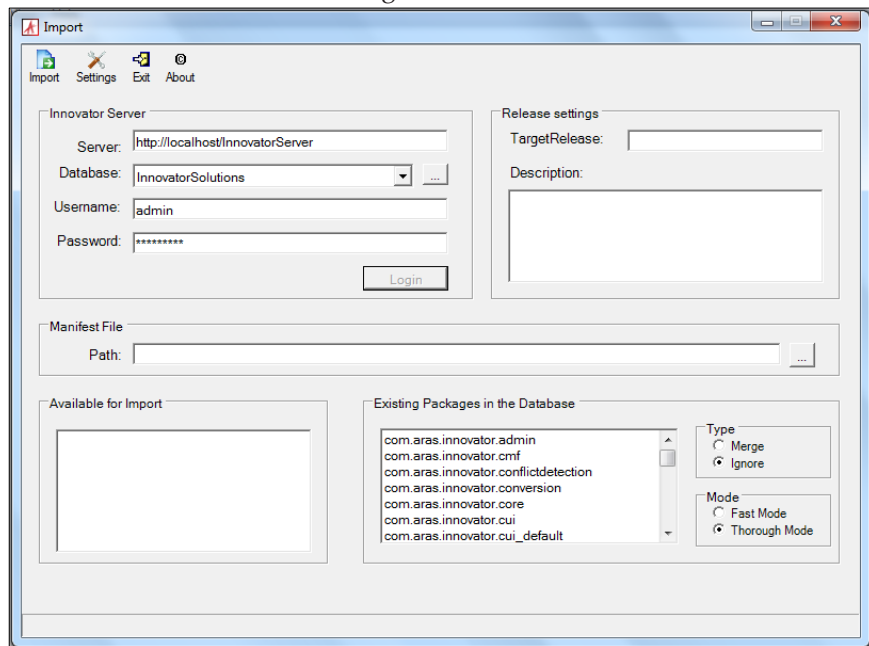 Import
Import Settings Exit About
Innovator Server
Server: http://localhost/InnovatorServer
Database: InnovatorSolutions ...
Username: admin
Password: *********
Login
Release settings
TargetRelease:
Description:
Manifest File
Path: ...
Available for Import
Existing Packages in the Database
com.aras.innovator.admin
com.aras.innovator.cmf
com.aras.innovator.conflictdetection
com.aras.innovator.conversion
com.aras.innovator.core
com.aras.innovator.cui
com.aras.innovator.cui_default
Type
Merge
Ignore
Mode
Fast Mode
Thorough Mode